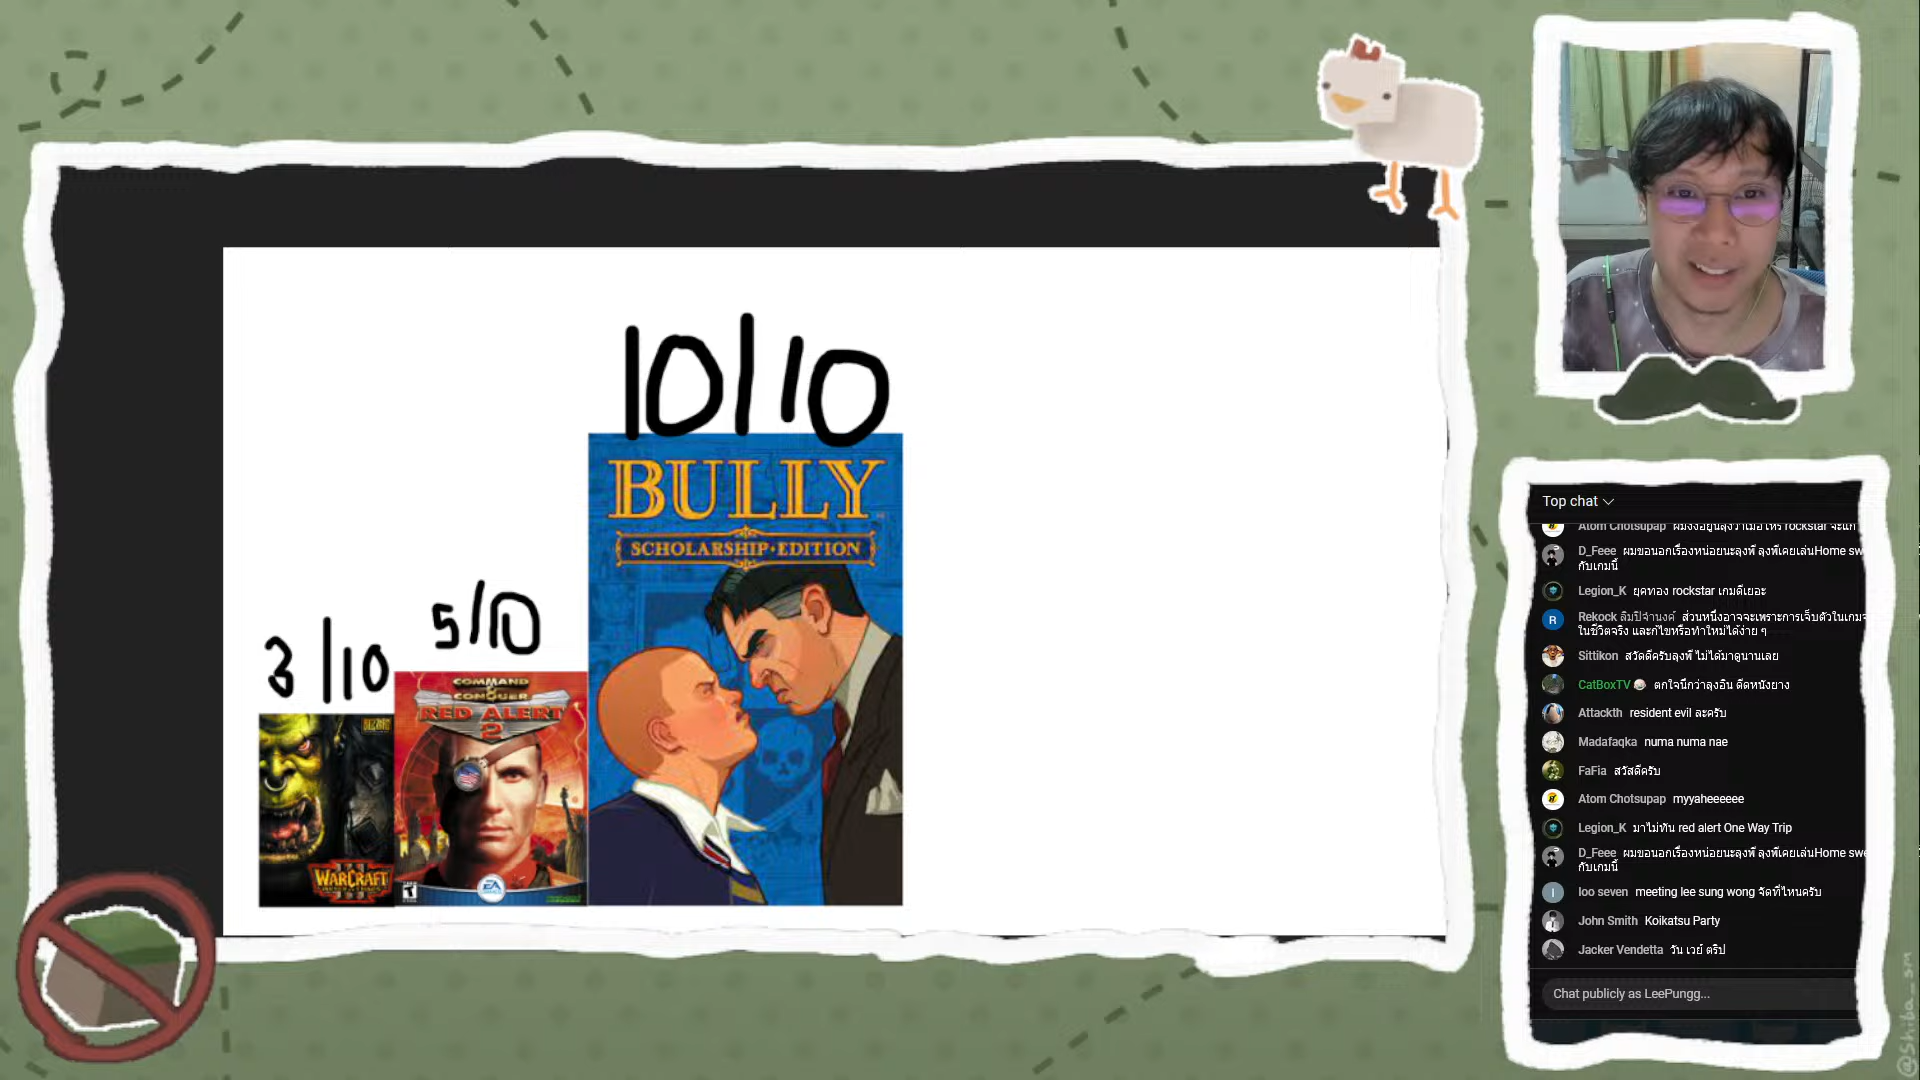 10/10
BULLY
SCHOLARSHIP EDITION
5/10
3/10
COMMAND
CONQUER
RED ALERT
2
EA
WARCRAFT
III
Top chat
Atom Chotsupap
D_Feee ผมขอนอกเรื่องหน่อยนะลุงพี ลุงพีเคยเล่นHome
กับเกมนี้
Legion_K ยุคทอง rockstar เกมดีเยอะ
Rekock ส่วนหนึ่งอาจจะเพราะการเจ็บตัวในเกม
ในชีวิตจริง และแก้ไขหรือทำใหม่ได้ง่าย ๆ
Sittikon สวัดดีครับลุงพี ไม่ได้มาดูนานเลย
CatBoxTV ตกใจนึกว่าลุงอิน ดีดหนังยาง
Attackth resident evil ละครับ
Madafaqka numa numa nae
FaFia สวัสดีครับ
Atom Chotsupap myyaheeeeee
Legion_K มาไม่ทัน red alert One Way Trip
D_Feee ผมขอนอกเรื่องหน่อยนะลุงพี ลุงพีเคยเล่นHome
กับเกมนี้
loo seven meeting lee sung wong จัดที่ไหนครับ
John Smith Koikatsu Party
Jacker Vendetta วัน เวย์ ตริป
Chat publicly as LeePungg...
@Shiba_sm